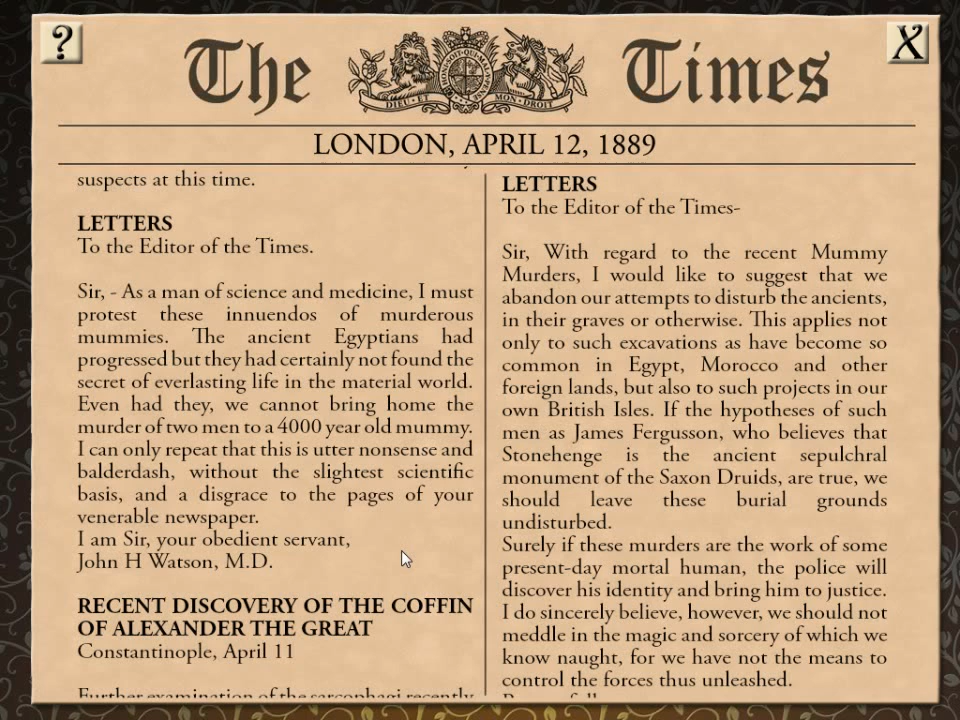 ?
X
The Times
DIEU · ET MON · DROIT
LONDON, APRIL 12, 1889
suspects at this time.
LETTERS
To the Editor of the Times.
Sir, - As a man of science and medicine, I must
protest these innuendos of murderous
mummies. The ancient Egyptians had
progressed but they had certainly not found the
secret of everlasting life in the material world.
Even had they, we cannot bring home the
murder of two men to a 4000 year old mummy.
I can only repeat that this is utter nonsense and
balderdash, without the slightest scientific
basis, and a disgrace to the pages of your
venerable newspaper.
I am Sir, your obedient servant,
John H Watson, M.D.
RECENT DISCOVERY OF THE COFFIN
OF ALEXANDER THE GREAT
Constantinople, April 11
Further examination of the sarcophagi recently
LETTERS
To the Editor of the Times-
Sir, With regard to the recent Mummy
Murders, I would like to suggest that we
abandon our attempts to disturb the ancients,
in their graves or otherwise. This applies not
only to such excavations as have become so
common in Egypt, Morocco and other
foreign lands, but also to such projects in our
own British Isles. If the hypotheses of such
men as James Fergusson, who believes that
Stonehenge is the ancient sepulchral
monument of the Saxon Druids, are true, we
should leave these burial grounds
undisturbed.
Surely if these murders are the work of some
present-day mortal human, the police will
discover his identity and bring him to justice.
I do sincerely believe, however, we should not
meddle in the magic and sorcery of which we
know naught, for we have not the means to
control the forces thus unleashed.